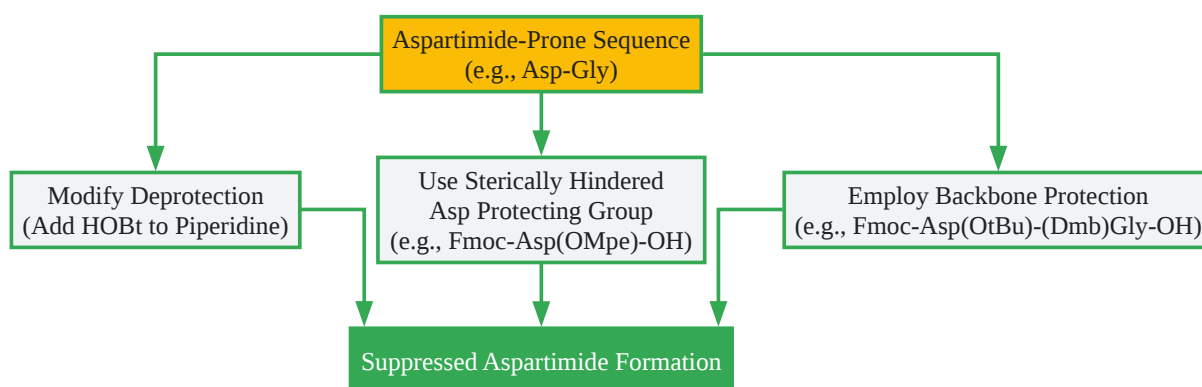 Aspartimide-Prone Sequence
(e.g., Asp-Gly)
Modify Deprotection
(Add HOBt to Piperidine)
Use Sterically Hindered
Asp Protecting Group
(e.g., Fmoc-Asp(OMpe)-OH)
Employ Backbone Protection
(e.g., Fmoc-Asp(OtBu)-(Dmb)Gly-OH)
Suppressed Aspartimide Formation